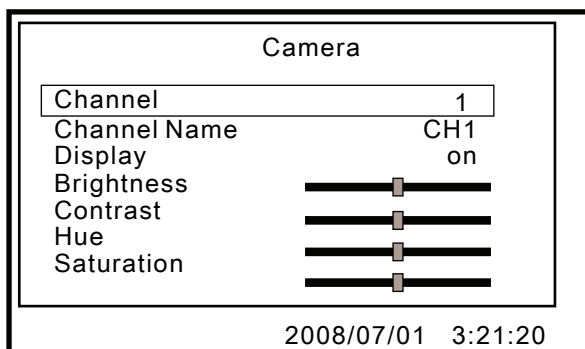 Camera
Channel 1
Channel Name CH1
Display on
Brightness
Contrast
Hue
Saturation
2008/07/01 3:21:20